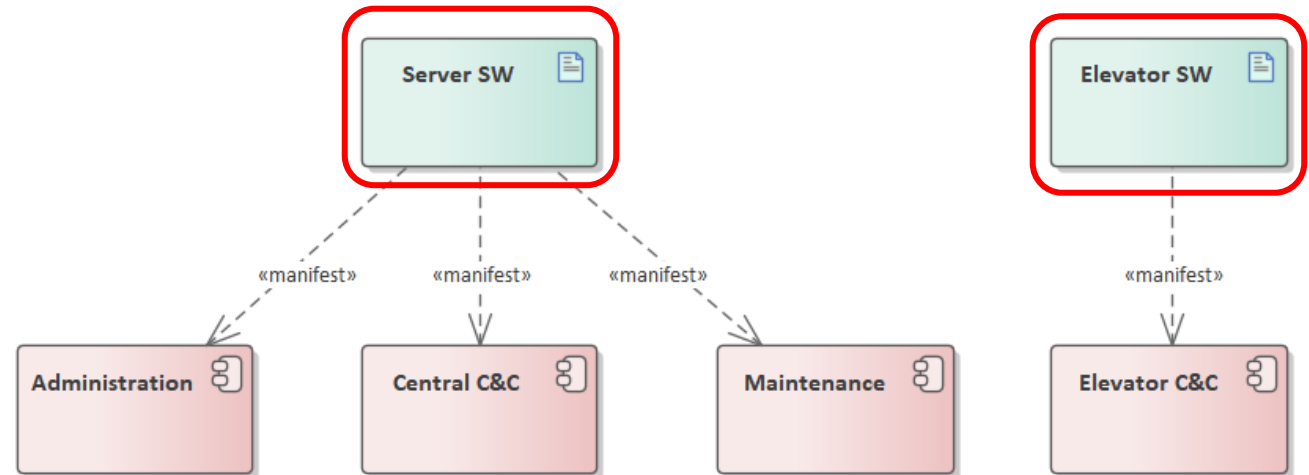 Server SW
Elevator SW
«manifest»
«manifest»
«manifest»
«manifest»
Administration
Central C&C
Maintenance
Elevator C&C